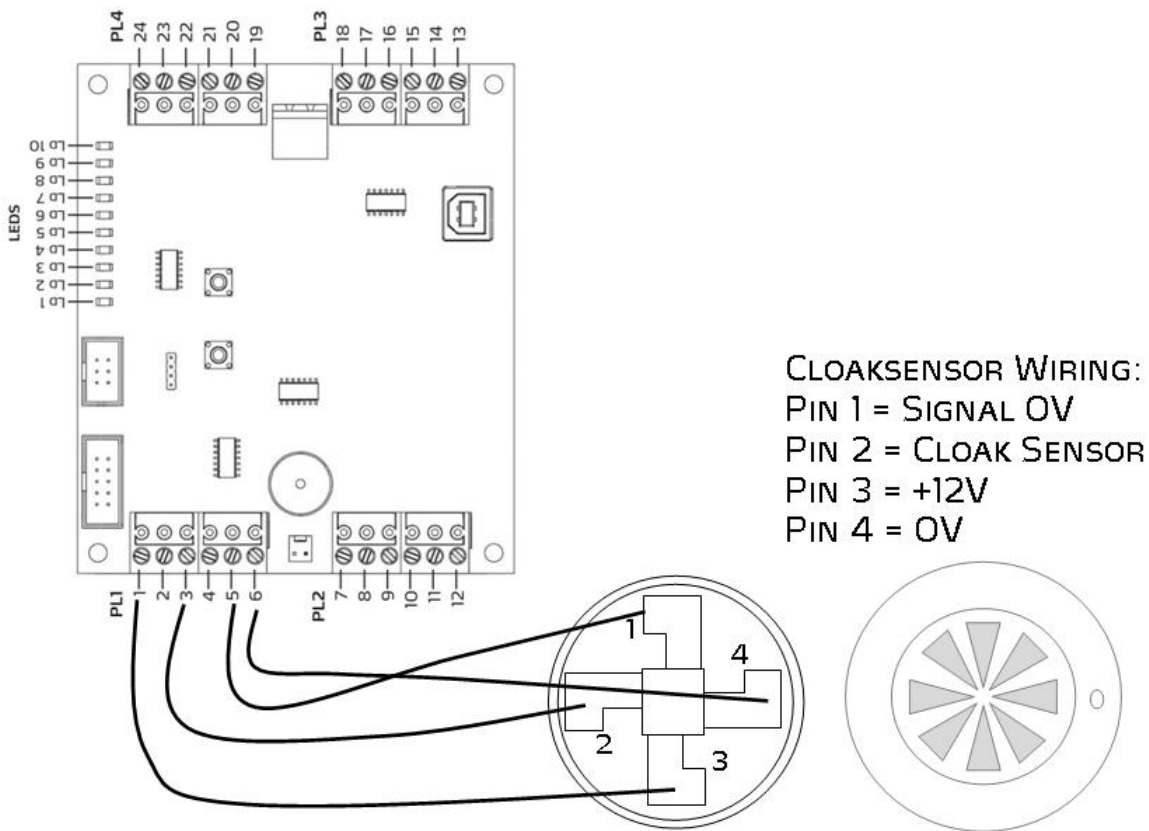 PL4
24
23
22
21
20
19
PL3
18
17
16
15
14
13
LEDS
Ld 10
Ld 9
Ld 8
Ld 7
Ld 6
Ld 5
Ld 4
Ld 3
Ld 2
Ld 1
CLOAKSENSOR WIRING:
PIN 1 = SIGNAL 0V
PIN 2 = CLOAK SENSOR
PIN 3 = +12V
PIN 4 = 0V
PL1
1
2
3
4
5
6
PL2
7
8
9
10
11
12
1
4
2
3